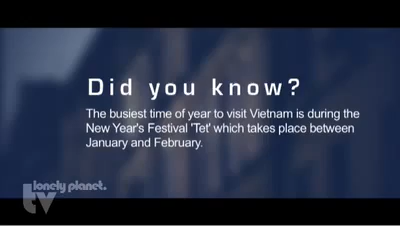 Did you know?
The busiest time of year to visit Vietnam is during the
New Year's Festival 'Tet' which takes place between
January and February.
lonely planet.
tv